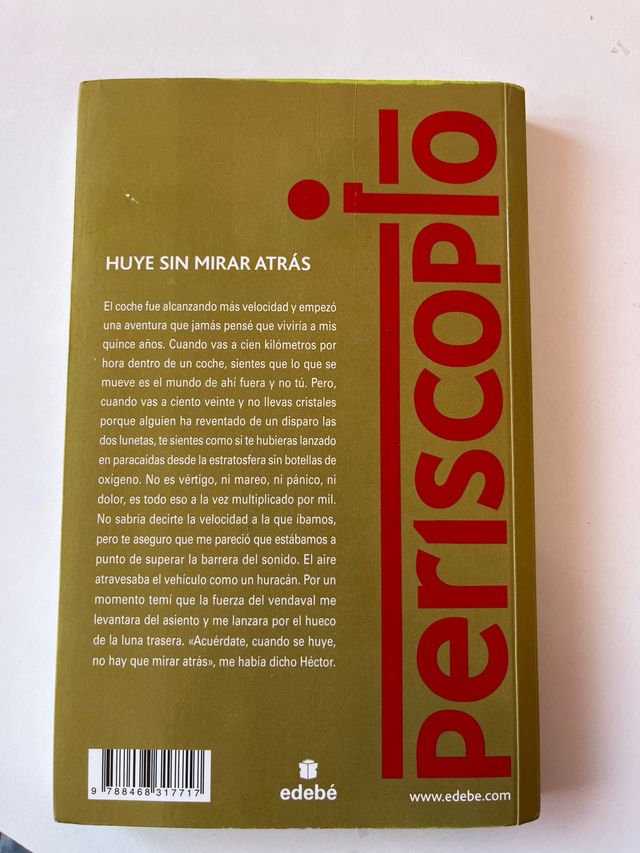 HUYE SIN MIRAR ATRÁS
El coche fue alcanzando más velocidad y empezó
una aventura que jamás pensé que viviría a mis
quince años. Cuando vas a cien kilómetros por
hora dentro de un coche, sientes que lo que se
mueve es el mundo de ahí fuera y no tú. Pero,
cuando vas a ciento veinte y no llevas cristales
porque alguien ha reventado de un disparo las
dos lunetas, te sientes como si te hubieras lanzado
en paracaídas desde la estratosfera sin botellas de
oxígeno. No es vértigo, ni mareo, ni pánico, ni
dolor, es todo eso a la vez multiplicado por mil.
No sabría decirte la velocidad a la que íbamos,
pero te aseguro que me pareció que estábamos a
punto de superar la barrera del sonido. El aire
atravesaba el vehículo como un huracán. Por un
momento temí que la fuerza del vendaval me
levantara del asiento y me lanzara por el hueco
de la luna trasera. «Acuérdate, cuando se huye,
no hay que mirar atrás», me había dicho Héctor.
periscopio
9 788468 317717
edebé
www.edebe.com